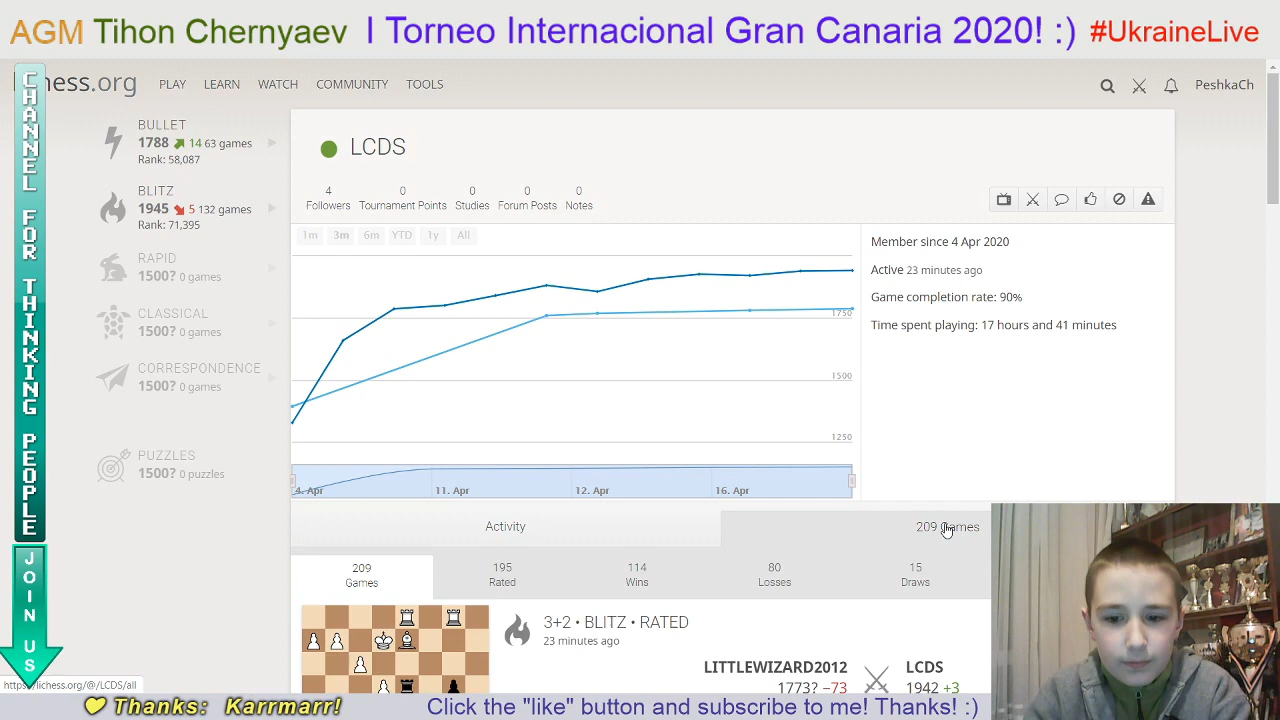 AGM Tihon Chernyaev I Torneo Internacional Gran Canaria 2020! :) #UkraineLive
CHANNEL FOR THINKING PEOPLE
JOIN US
hess.org PLAY LEARN WATCH COMMUNITY TOOLS PeshkaCh
BULLET
1788 14 63 games
Rank: 58,087
BLITZ
1945 5 132 games
Rank: 71,395
RAPID
1500? 0 games
CLASSICAL
1500? 0 games
CORRESPONDENCE
1500? 0 games
PUZZLES
1500? 0 puzzles
LCDS
4 0 0 0 0
Followers Tournament Points Studies Forum Posts Notes
1m 3m 6m YTD 1y All
1750
1500
1250
4. Apr 11. Apr 12. Apr 16. Apr
Member since 4 Apr 2020
Active 23 minutes ago
Game completion rate: 90%
Time spent playing: 17 hours and 41 minutes
Activity 209 Games
209 195 114 80 15
Games Rated Wins Losses Draws
3+2 • BLITZ • RATED
23 minutes ago
LITTLEWIZARD2012 LCDS
1773? −73 1942 +3
https://lichess.org/@/LCDS/all
Thanks: Karrmarr! Click the "like" button and subscribe to me! Thanks! :)